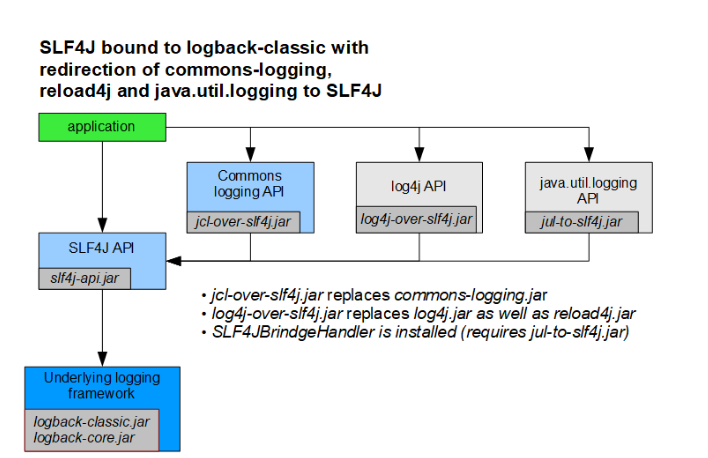 SLF4J bound to logback-classic with
redirection of commons-logging,
reload4j and java.util.logging to SLF4J
application
Commons
logging API
jcl-over-slf4j.jar
log4j API
log4j-over-slf4j.jar
java.util.logging
API
jul-to-slf4j.jar
SLF4J API
slf4j-api.jar
• jcl-over-slf4j.jar replaces commons-logging.jar
• log4j-over-slf4j.jar replaces log4j.jar as well as reload4j.jar
• SLF4JBrindgeHandler is installed (requires jul-to-slf4j.jar)
Underlying logging
framework
logback-classic.jar
logback-core.jar